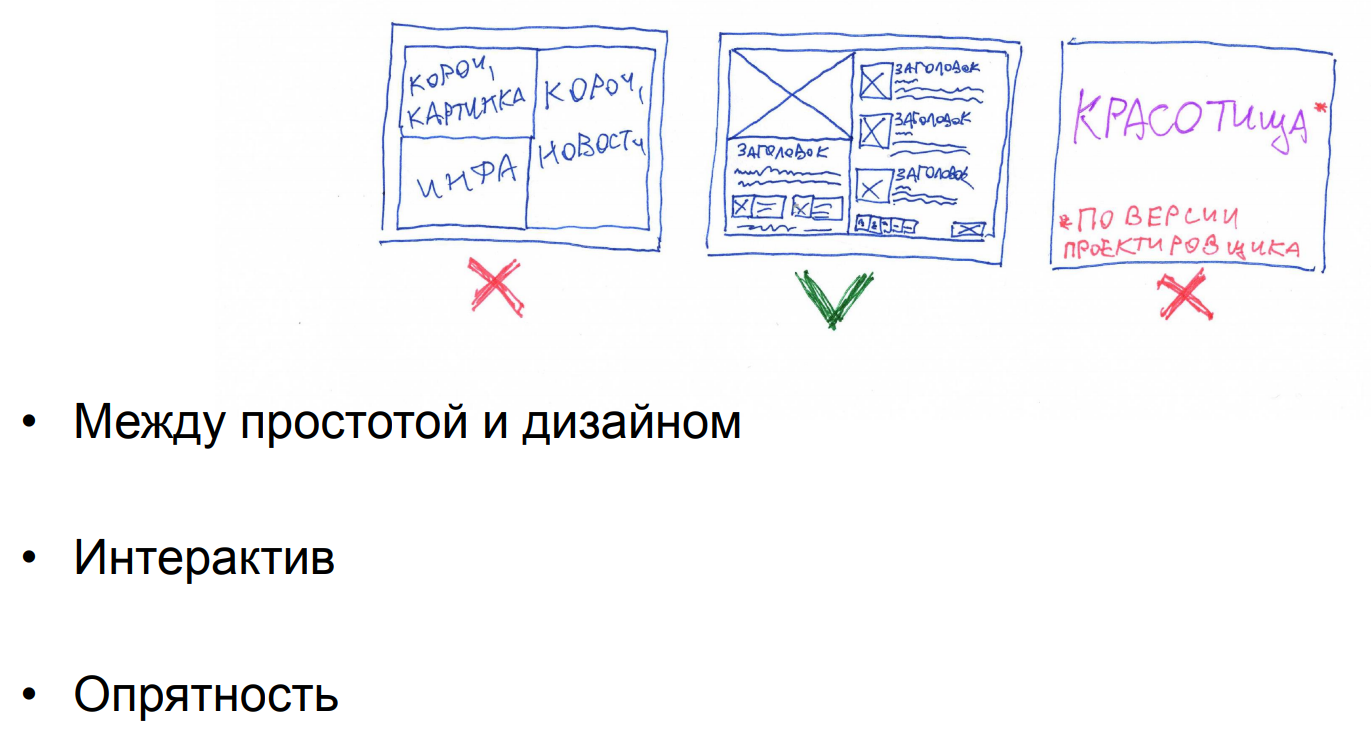 КОРОЧ,
КАРТИНКА
ИНФА
КОРОЧ,
НОВОСТИ
ЗАГОЛОВОК
ЗАГОЛОВОК
ЗАГОЛОВОК
ЗАГОЛОВОК
КРАСОТИЩА*
*ПО ВЕРСИИ
ПРОЕКТИРОВЩИКА
• Между простотой и дизайном
• Интерактив
• Опрятность